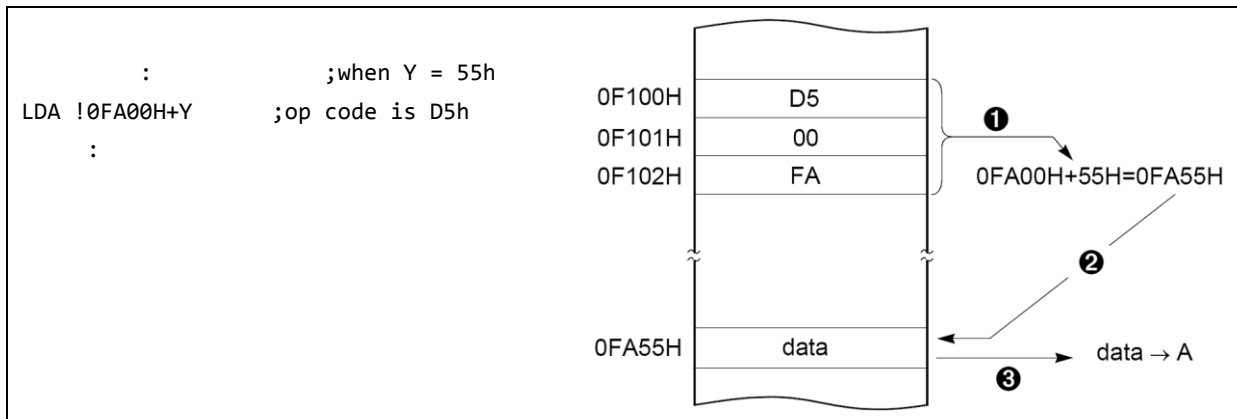 :                ;when Y = 55h
LDA !0FA00H+Y        ;op code is D5h
:
0F100H D5
0F101H 00
0F102H FA
❶
0FA00H+55H=0FA55H
❷
0FA55H data
❸
data → A